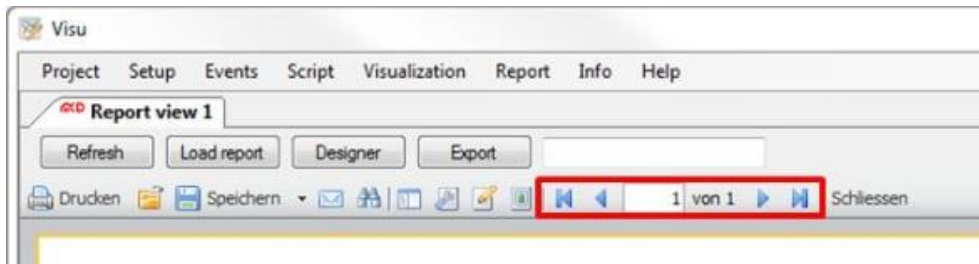 Visu
Project Setup Events Script Visualization Report Info Help
Report view 1
Refresh Load report Designer Export
Drucken Speichern 1 von 1 Schliessen